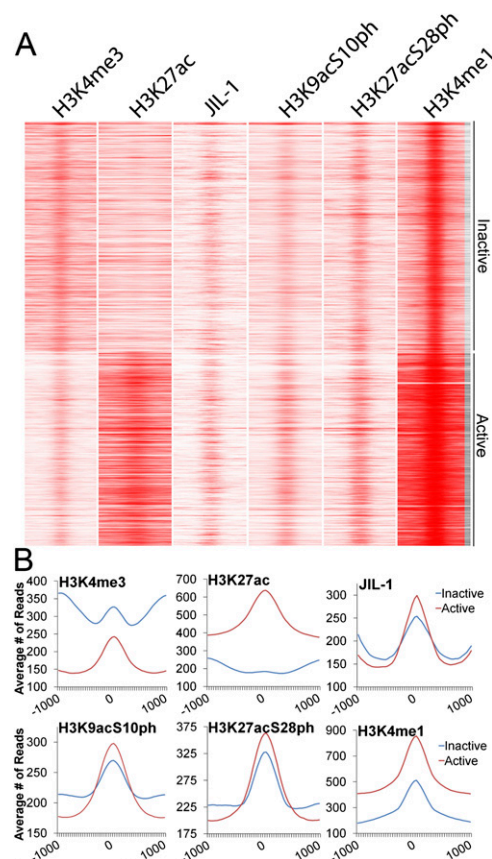 A
H3K4me3
H3K27ac
JIL-1
H3K9acS10ph
H3K27acS28ph
H3K4me1
Inactive
Active
B
H3K4me3
Average # of Reads
400
350
300
250
200
150
100
-1000
0
1000
H3K27ac
700
600
500
400
300
200
100
-1000
0
1000
JIL-1
300
250
200
150
100
-1000
0
1000
Inactive
Active
H3K9acS10ph
Average # of Reads
300
250
200
150
-1000
0
1000
H3K27acS28ph
375
325
275
225
175
-1000
0
1000
H3K4me1
900
700
500
300
100
-1000
0
1000
Inactive
Active